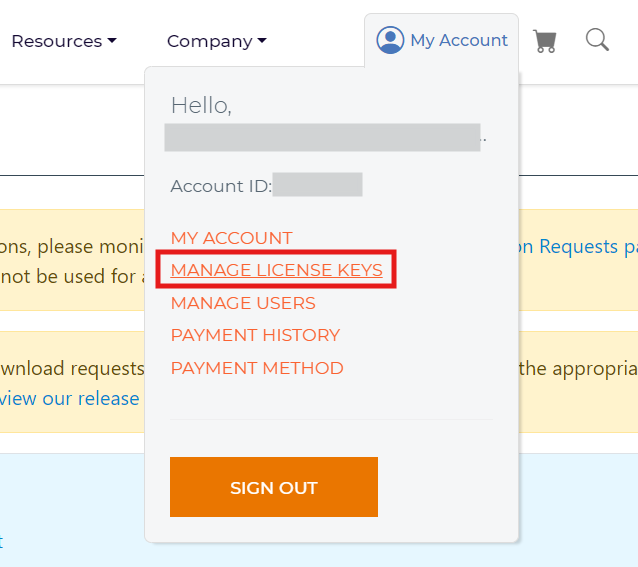 Resources
Company
My Account
Hello,
..
Account ID:
MY ACCOUNT
ons, please moni
on Requests pa
MANAGE LICENSE KEYS
not be used for a
MANAGE USERS
PAYMENT HISTORY
PAYMENT METHOD
ownload requests
the appropria
view our release
SIGN OUT
t